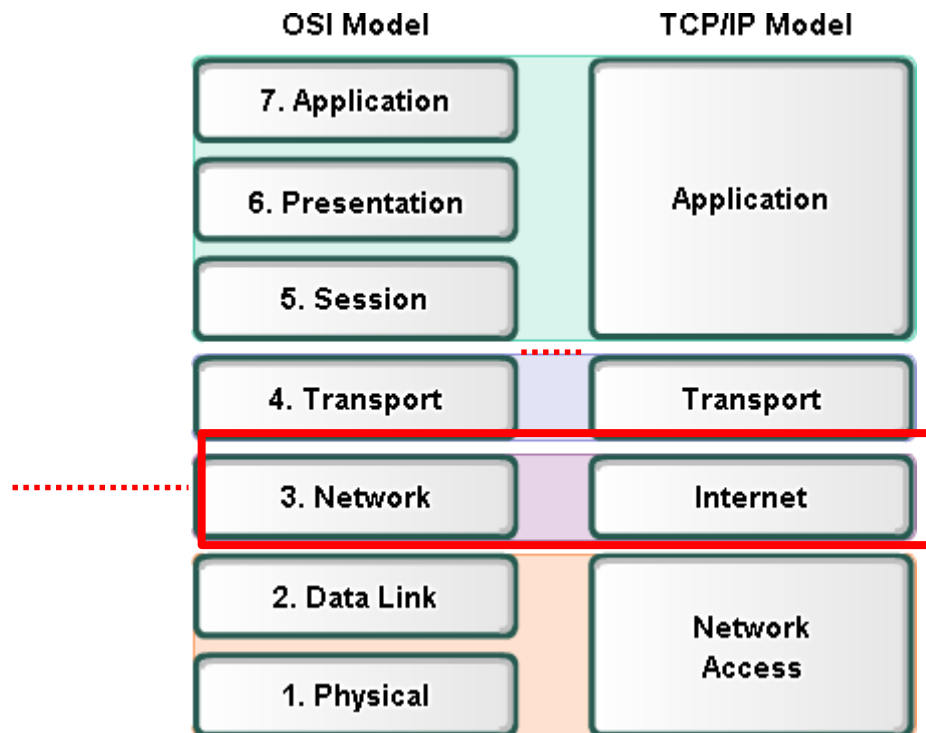 OSI Model
TCP/IP Model
7. Application
6. Presentation
5. Session
Application
4. Transport
Transport
3. Network
Internet
2. Data Link
1. Physical
Network
Access